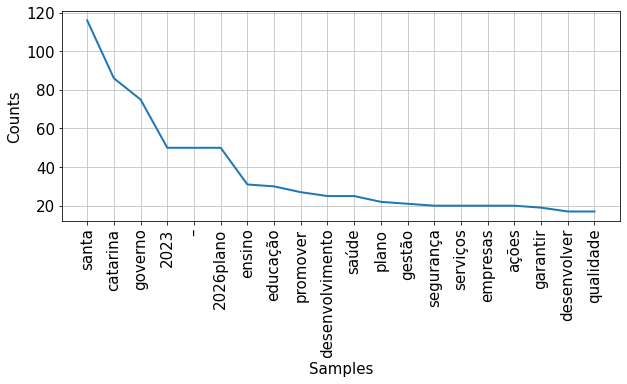 120
100
80
60
40
20
Counts
santa
catarina
governo
2023
–
2026plano
ensino
educação
promover
desenvolvimento
saúde
plano
gestão
segurança
serviços
empresas
ações
garantir
desenvolver
qualidade
Samples